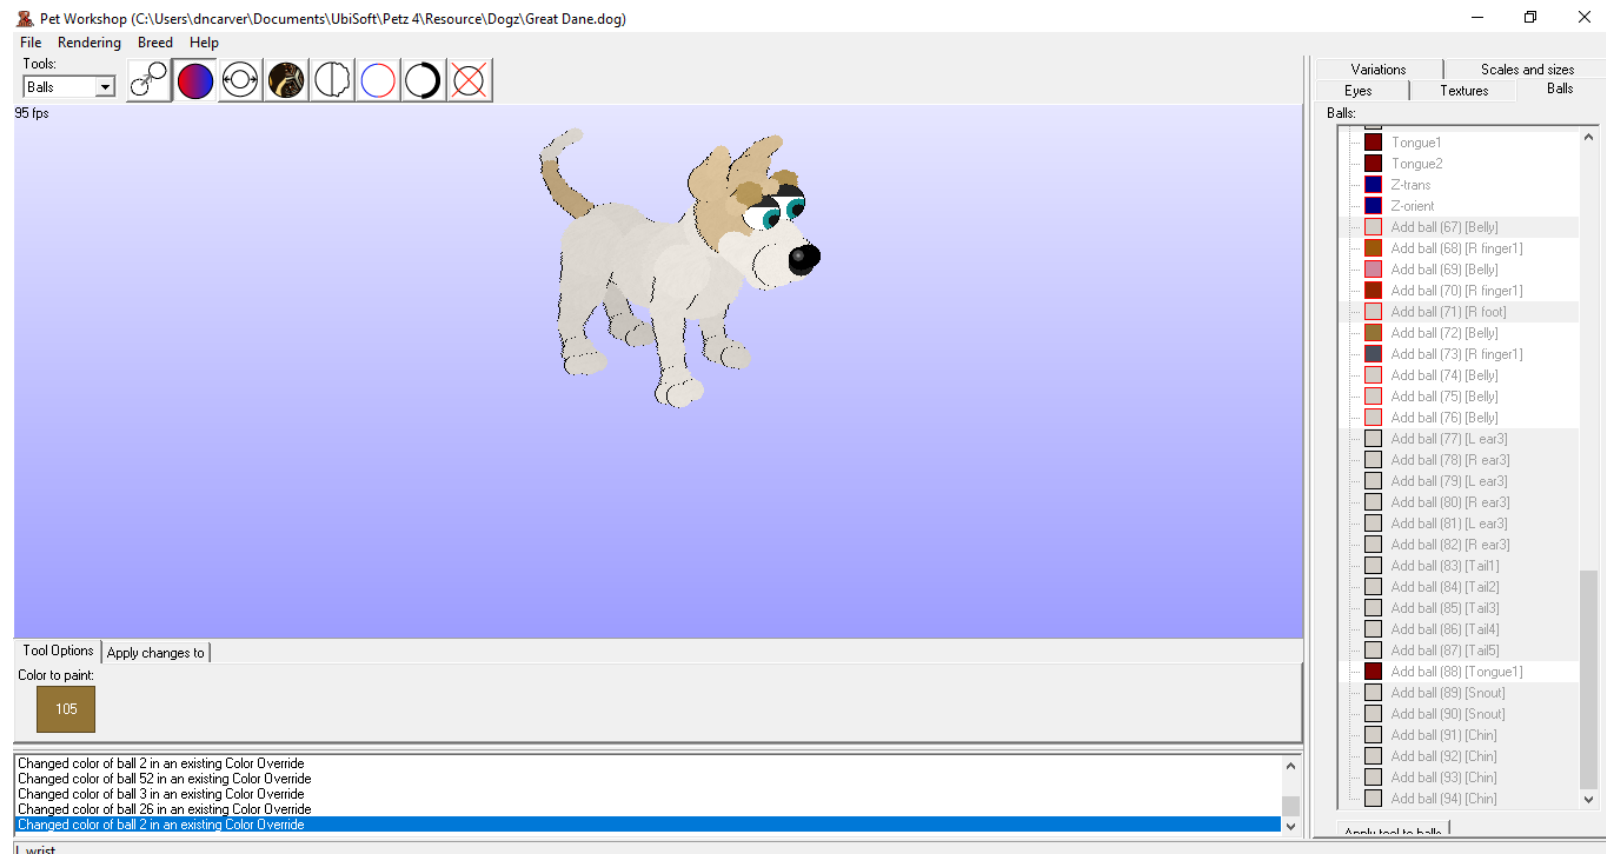 Pet Workshop (C:\Users\dncarver\Documents\UbiSoft\Petz 4\Resource\Dogz\Great Dane.dog)
File Rendering Breed Help
Tools:
Balls
95 fps
Variations Scales and sizes
Eyes Textures Balls
Balls:
Tongue1
Tongue2
Z-trans
Z-orient
Add ball (67) [Belly]
Add ball (68) [R finger1]
Add ball (69) [Belly]
Add ball (70) [R finger1]
Add ball (71) [R foot]
Add ball (72) [Belly]
Add ball (73) [R finger1]
Add ball (74) [Belly]
Add ball (75) [Belly]
Add ball (76) [Belly]
Add ball (77) [L ear3]
Add ball (78) [R ear3]
Add ball (79) [L ear3]
Add ball (80) [R ear3]
Add ball (81) [L ear3]
Add ball (82) [R ear3]
Add ball (83) [Tail1]
Add ball (84) [Tail2]
Add ball (85) [Tail3]
Add ball (86) [Tail4]
Add ball (87) [Tail5]
Add ball (88) [Tongue1]
Add ball (89) [Snout]
Add ball (90) [Snout]
Add ball (91) [Chin]
Add ball (92) [Chin]
Add ball (93) [Chin]
Add ball (94) [Chin]
Apply tool to balls
Tool Options Apply changes to
Color to paint:
105
Changed color of ball 2 in an existing Color Override
Changed color of ball 52 in an existing Color Override
Changed color of ball 3 in an existing Color Override
Changed color of ball 26 in an existing Color Override
Changed color of ball 2 in an existing Color Override
L wrist